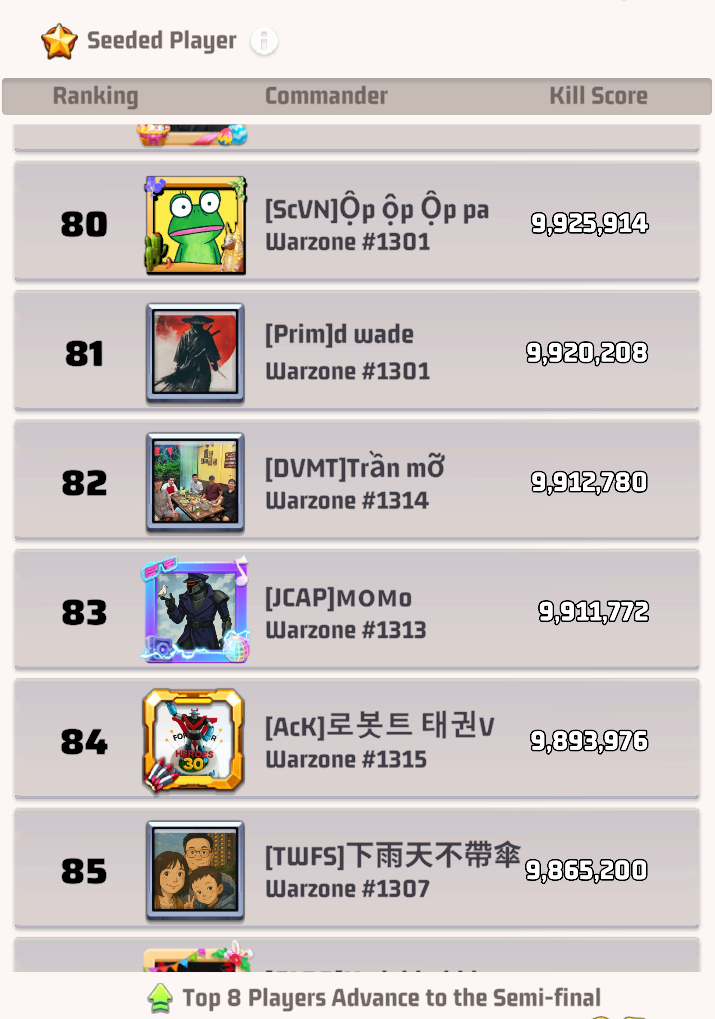 Seeded Player
Ranking Commander Kill Score
80 [ScVN]Ộp ộp Ộp pa 9,925,914
Warzone #1301
81 [Prim]d wade 9,920,208
Warzone #1301
82 [DVMT]Trần mỡ 9,912,780
Warzone #1314
83 [JCAP]ᴍᴏᴍo 9,911,772
Warzone #1313
84 [AcK]로봇트 태권V 9,893,976
HEROES
30
Warzone #1315
85 [TWFS]下雨天不帶傘 9,865,200
Warzone #1307
Top 8 Players Advance to the Semi-final